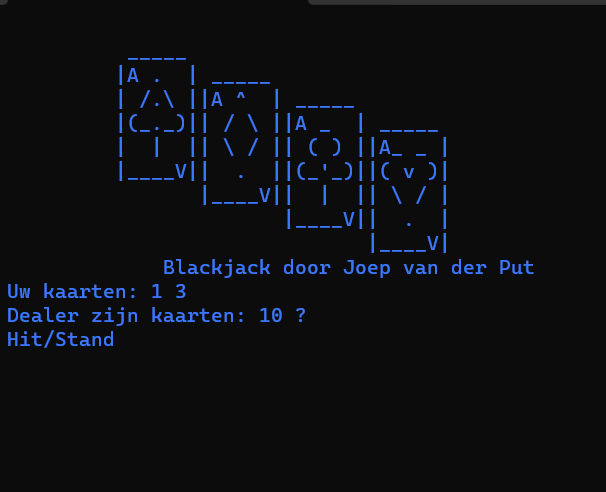 _____
      |A .  | _____
      | /.\ ||A ^  | _____
      |(_._)|| / \ ||A _  | _____
      |  |  || \ / || ( ) ||A_ _ |
      |____V||  .  ||(_'_)||( v )|
             |____V||  |  || \ / |
                    |____V||  .  |
                           |____V|
Blackjack door Joep van der Put
Uw kaarten: 1 3
Dealer zijn kaarten: 10 ?
Hit/Stand